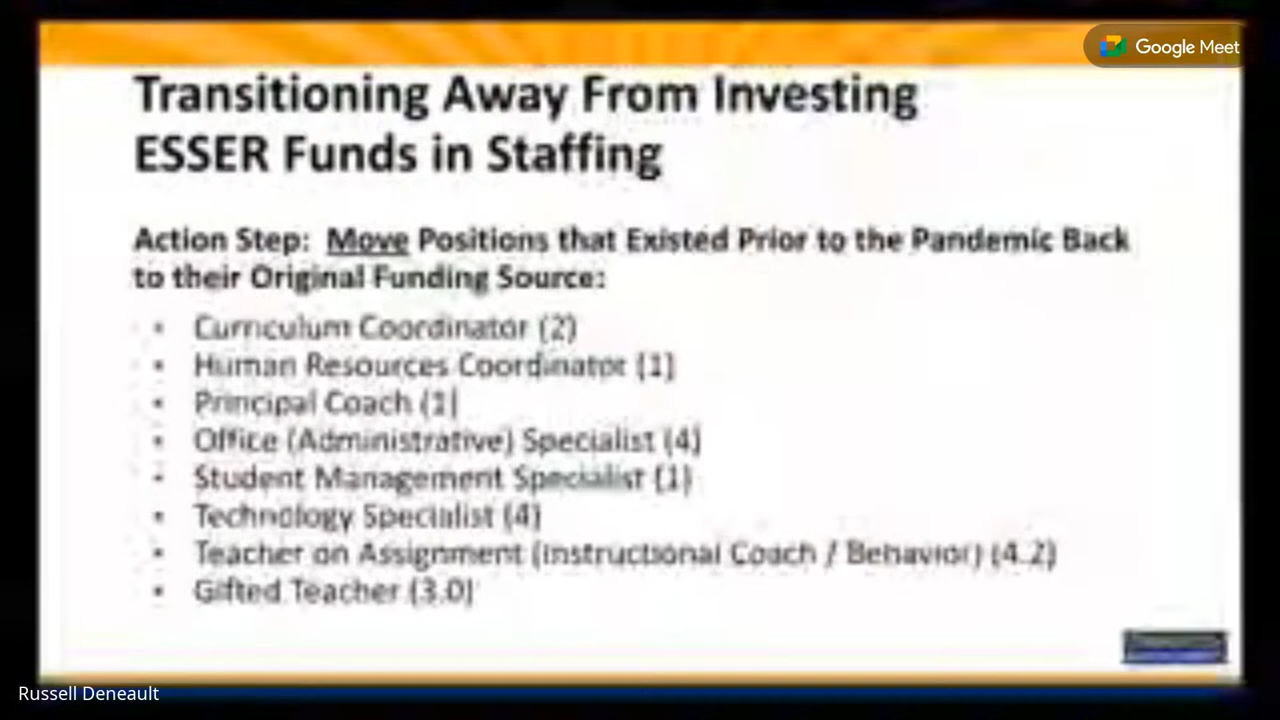 Google Meet
Transitioning Away From Investing
ESSER Funds in Staffing
Action Step: Move Positions that Existed Prior to the Pandemic Back
to their Original Funding Source:
• Curriculum Coordinator (2)
• Human Resources Coordinator (1)
• Principal Coach (1)
• Office (Administrative) Specialist (4)
• Student Management Specialist (1)
• Technology Specialist (4)
• Teacher on Assignment (Instructional Coach / Behavior) (4.2)
• Gifted Teacher (3.0)
Russell Deneault